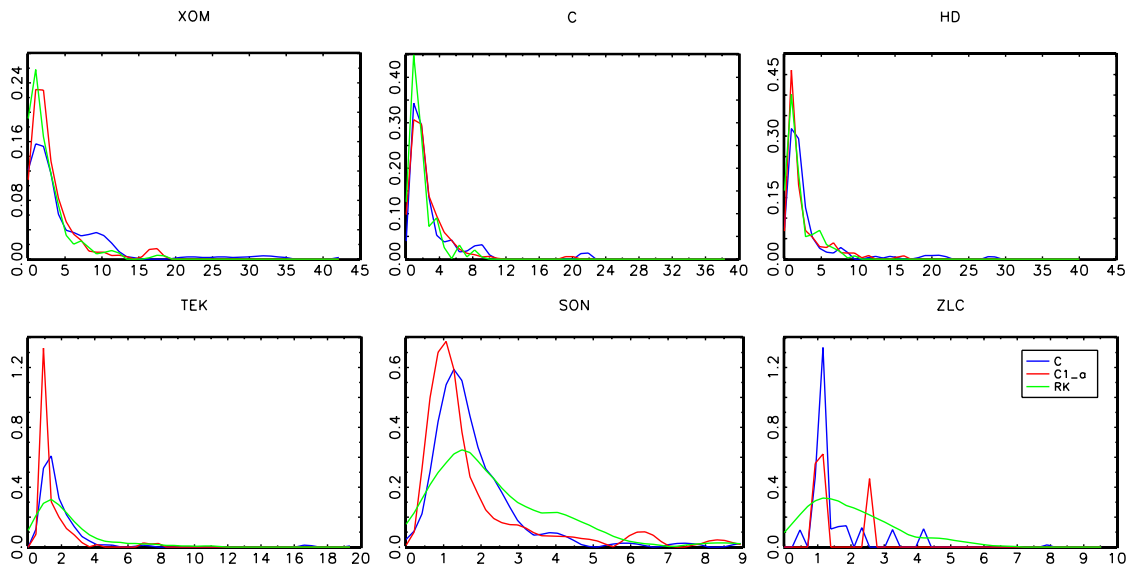 XOM C HD
0.00 0.08 0.16 0.24
0 5 10 15 20 25 30 35 40 45
0.00 0.10 0.20 0.30 0.40
0 4 8 12 16 20 24 28 32 36 40
0.00 0.15 0.30 0.45
0 5 10 15 20 25 30 35 40 45
TEK SON ZLC
0.0 0.4 0.8 1.2
0 2 4 6 8 10 12 14 16 18 20
0.0 0.2 0.4 0.6
0 1 2 3 4 5 6 7 8 9
0.0 0.4 0.8 1.2
0 1 2 3 4 5 6 7 8 9 10
C
C1_a
RK